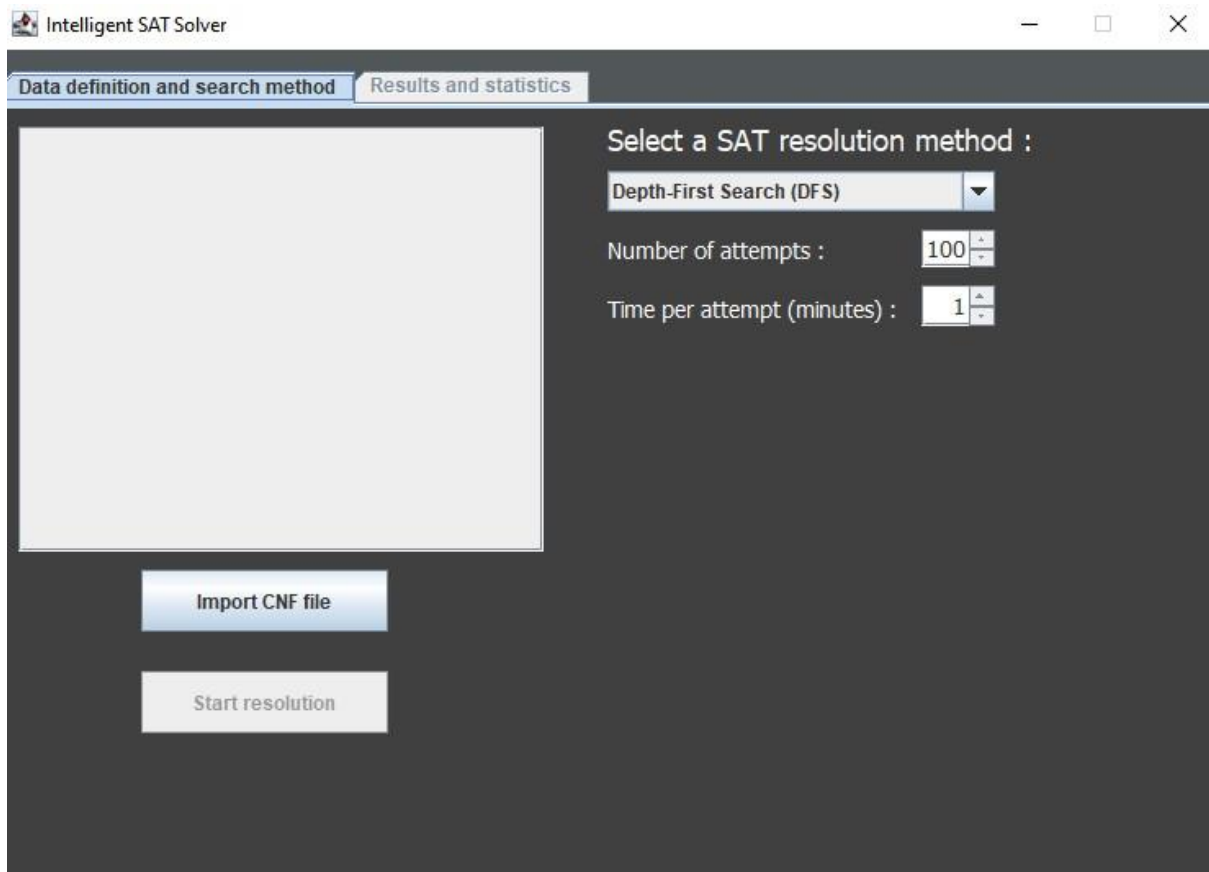 Intelligent SAT Solver
Data definition and search method
Results and statistics
Select a SAT resolution method :
Depth-First Search (DFS)
Number of attempts :
100
Time per attempt (minutes) :
1
Import CNF file
Start resolution